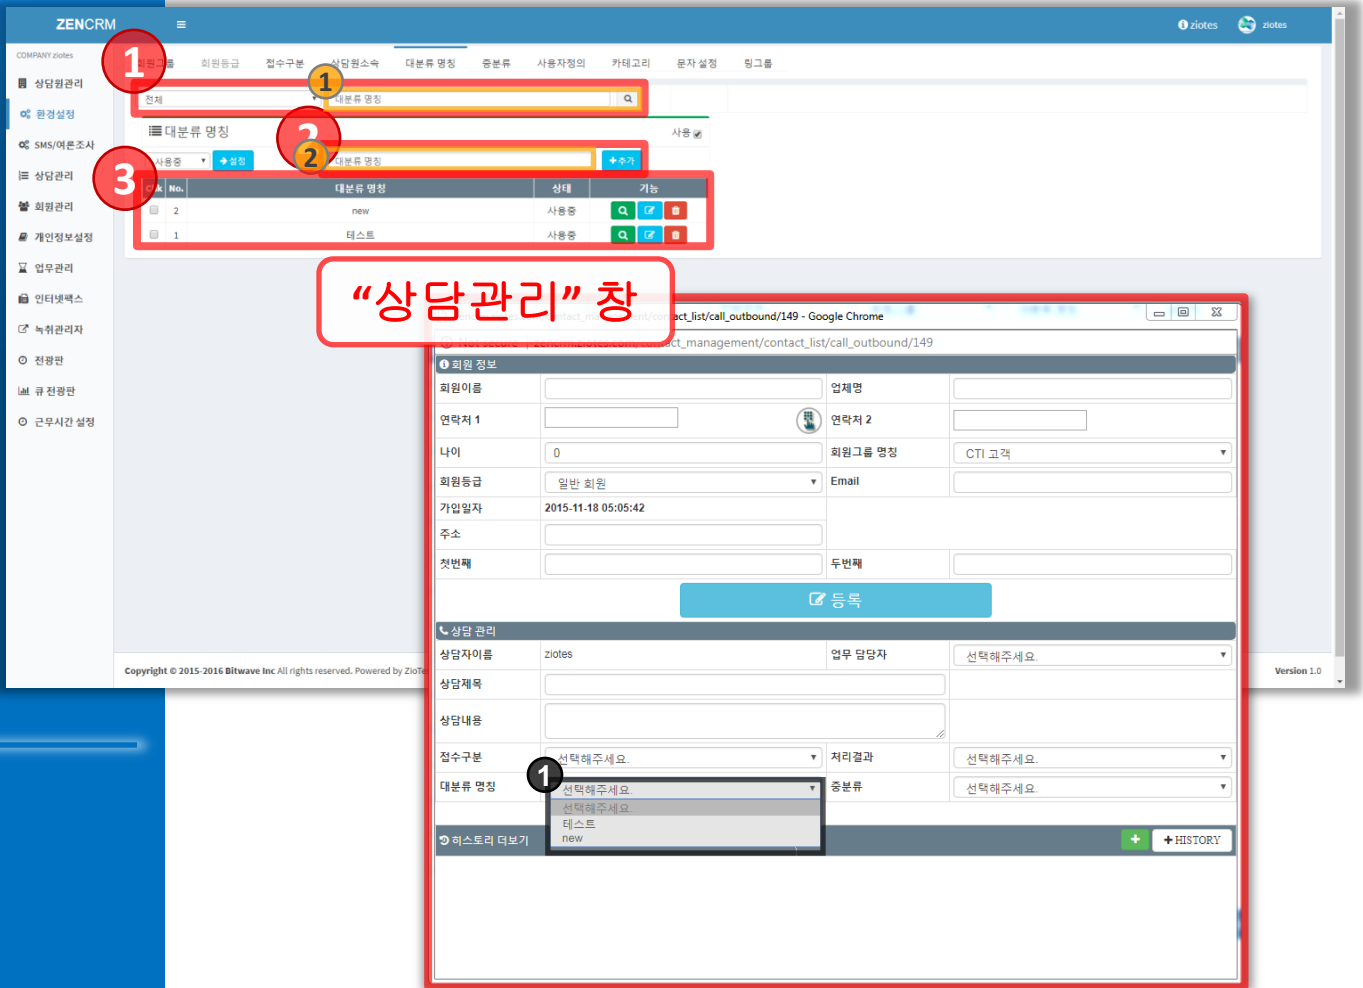 ZENCRM
ziotes
ziotes
COMPANY ziotes
회원등급 접수구분 상담원소속 대분류 명칭 중분류 사용자정의 카테고리 문자 설정 링그룹
상담원관리
환경설정
SMS/여론조사
상담관리
회원관리
개인정보설정
업무관리
인터넷팩스
녹취관리자
전광판
큐 전광판
근무시간 설정
1
1
전체
대분류 명칭
대분류 명칭
사용
2
2
사용중
설정
대분류 명칭
추가
3
No. 대분류 명칭 상태 기능
2 new 사용중
1 테스트 사용중
“상담관리” 창
/contact_list/call_outbound/149 - Google Chrome
contact_management/contact_list/call_outbound/149
회원 정보
회원이름 업체명
연락처 1 연락처 2
나이 0 회원그룹 명칭 CTI 고객
회원등급 일반 회원 Email
가입일자 2015-11-18 05:05:42
주소
첫번째 두번째
등록
상담 관리
상담자이름 ziotes 업무 담당자 선택해주세요.
상담제목
상담내용
접수구분 선택해주세요. 처리결과 선택해주세요.
1
대분류 명칭 선택해주세요. 중분류 선택해주세요.
선택해주세요.
테스트
new
히스토리 더보기
+ HISTORY
Copyright © 2015-2016 Bitwave Inc All rights reserved. Powered by
Version 1.0